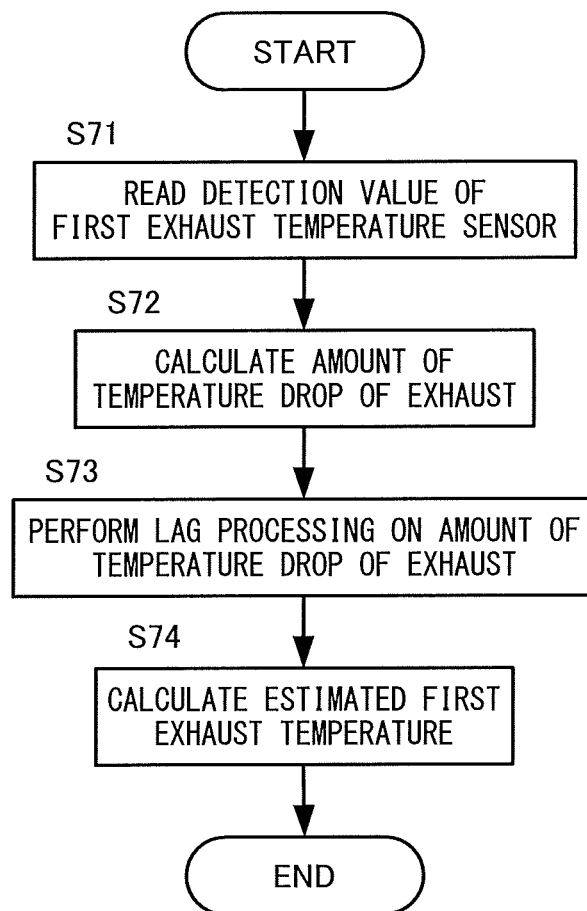 START
S71
READ DETECTION VALUE OF
FIRST EXHAUST TEMPERATURE SENSOR
S72
CALCULATE AMOUNT OF
TEMPERATURE DROP OF EXHAUST
S73
PERFORM LAG PROCESSING ON AMOUNT OF
TEMPERATURE DROP OF EXHAUST
S74
CALCULATE ESTIMATED FIRST
EXHAUST TEMPERATURE
END